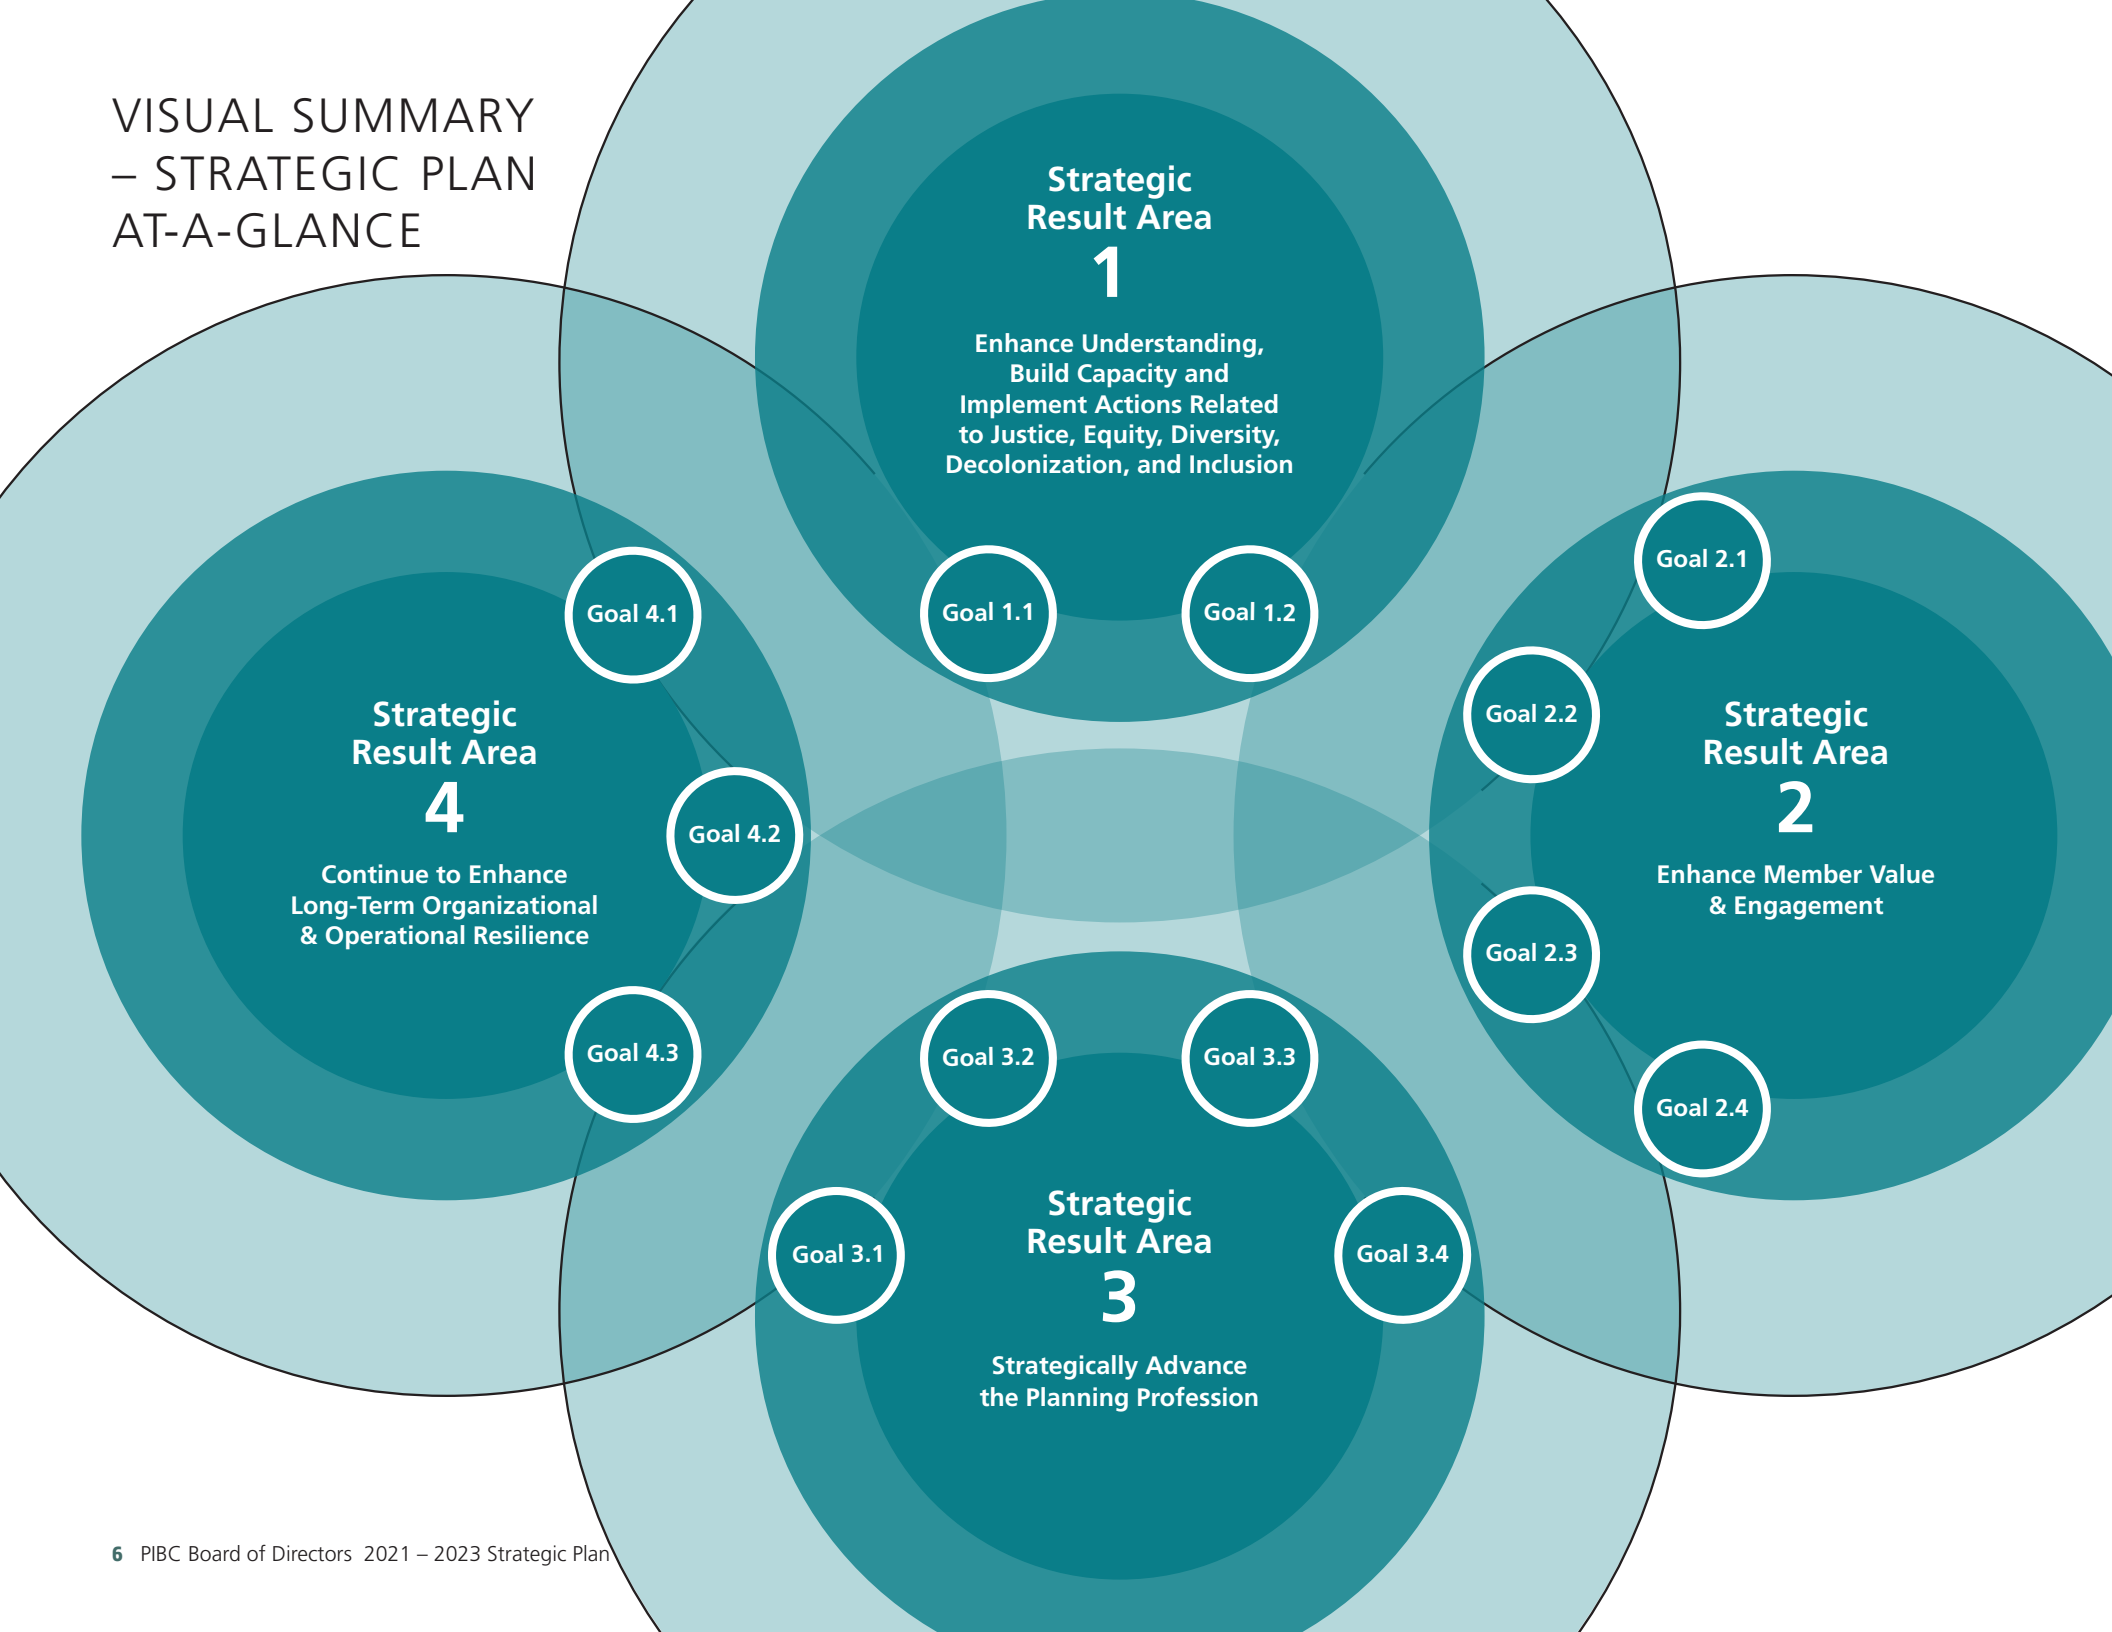 VISUAL SUMMARY
– STRATEGIC PLAN
AT-A-GLANCE
Strategic
Result Area
1
Enhance Understanding,
Build Capacity and
Implement Actions Related
to Justice, Equity, Diversity,
Decolonization, and Inclusion
Goal 1.1
Goal 1.2
Goal 2.1
Goal 2.2
Strategic
Result Area
2
Enhance Member Value
& Engagement
Goal 2.3
Goal 2.4
Goal 3.1
Goal 3.2
Goal 3.3
Goal 3.4
Strategic
Result Area
3
Strategically Advance
the Planning Profession
Goal 4.1
Strategic
Result Area
4
Continue to Enhance
Long-Term Organizational
& Operational Resilience
Goal 4.2
Goal 4.3
6 PIBC Board of Directors 2021 – 2023 Strategic Plan